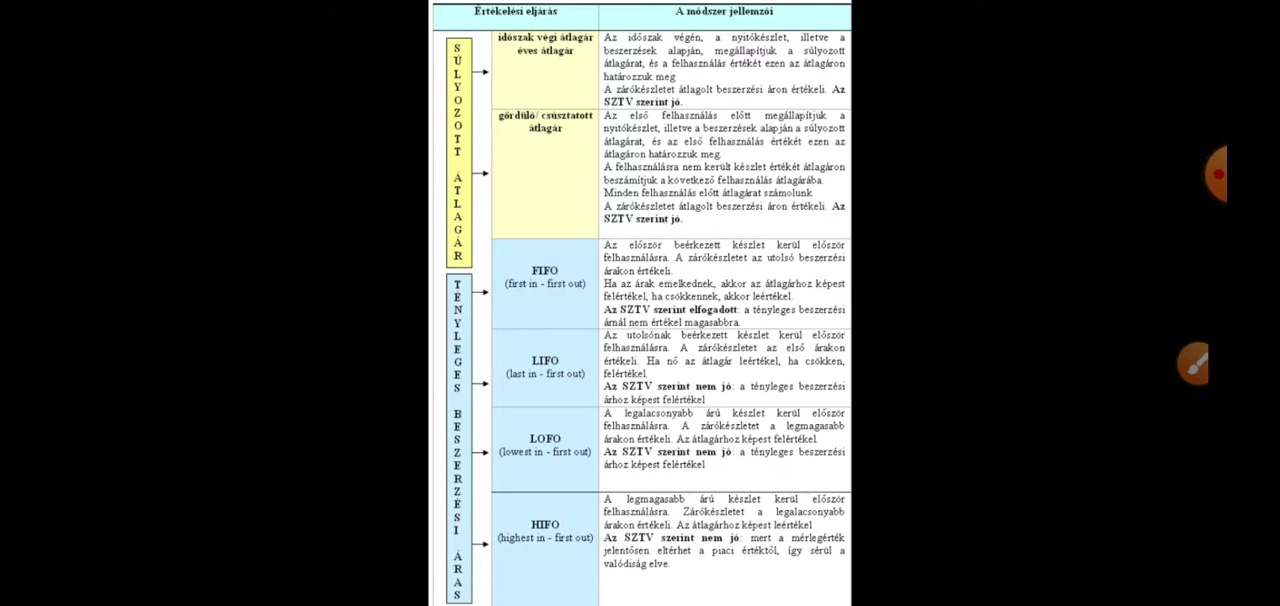 Értékelési eljárás
A módszer jellemzői
SÚLYOZOTT ÁTLAGÁR
időszak végi átlagár
éves átlagár
Az időszak végén, a nyitókészlet, illetve a
beszerzések alapján, megállapítjuk a súlyozott
átlagárat, és a felhasználás értékét ezen az átlagáron
határozzuk meg
A zárókészletet átlagolt beszerzési áron értékeli. Az
SZTV szerint jó.
gördülő/ csúsztatott
átlagár
Az első felhasználás előtt megállapítjuk a
nyitókészlet, illetve a beszerzések alapján a súlyozott
átlagárat, és az első felhasználás értékét ezen az
átlagáron határozzuk meg.
A felhasználásra nem került készlet értékét átlagáron
beszámítjuk a következő felhasználás átlagárába.
Minden felhasználás előtt átlagárat számolunk
A zárókészletet átlagolt beszerzési áron értékeli. Az
SZTV szerint jó.
TÉNYLEGES BESZERZÉSI ÁRAS
FIFO
(first in - first out)
Az először beérkezett készlet kerül először
felhasználásra. A zárókészletet az utolsó beszerzési
árakon értékeli.
Ha az árak emelkednek, akkor az átlagárhoz képest
felértékel, ha csökkennek, akkor leértékel.
Az SZTV szerint elfogadott: a tényleges beszerzési
árnál nem értékel magasabbra.
LIFO
(last in - first out)
Az utolsónak beérkezett készlet kerül először
felhasználásra. A zárókészletet az első árakon
értékeli. Ha nő az átlagár leértékel, ha csökken,
felértékel.
Az SZTV szerint nem jó: a tényleges beszerzési
árhoz képest felértékel
LOFO
(lowest in - first out)
A legalacsonyabb árú készlet kerül először
felhasználásra. A zárókészletet a legmagasabb
árakon értékeli. Az átlagárhoz képest felértékel.
Az SZTV szerint nem jó: a tényleges beszerzési
árhoz képest felértékel
HIFO
(highest in - first out)
A legmagasabb árú készlet kerül először
felhasználásra. Zárókészletet a legalacsonyabb
árakon értékeli. Az átlagárhoz képest leértékel
Az SZTV szerint nem jó: mert a mérlegérték
jelentősen eltérhet a piaci értéktől, így sérül a
valódiság elve.